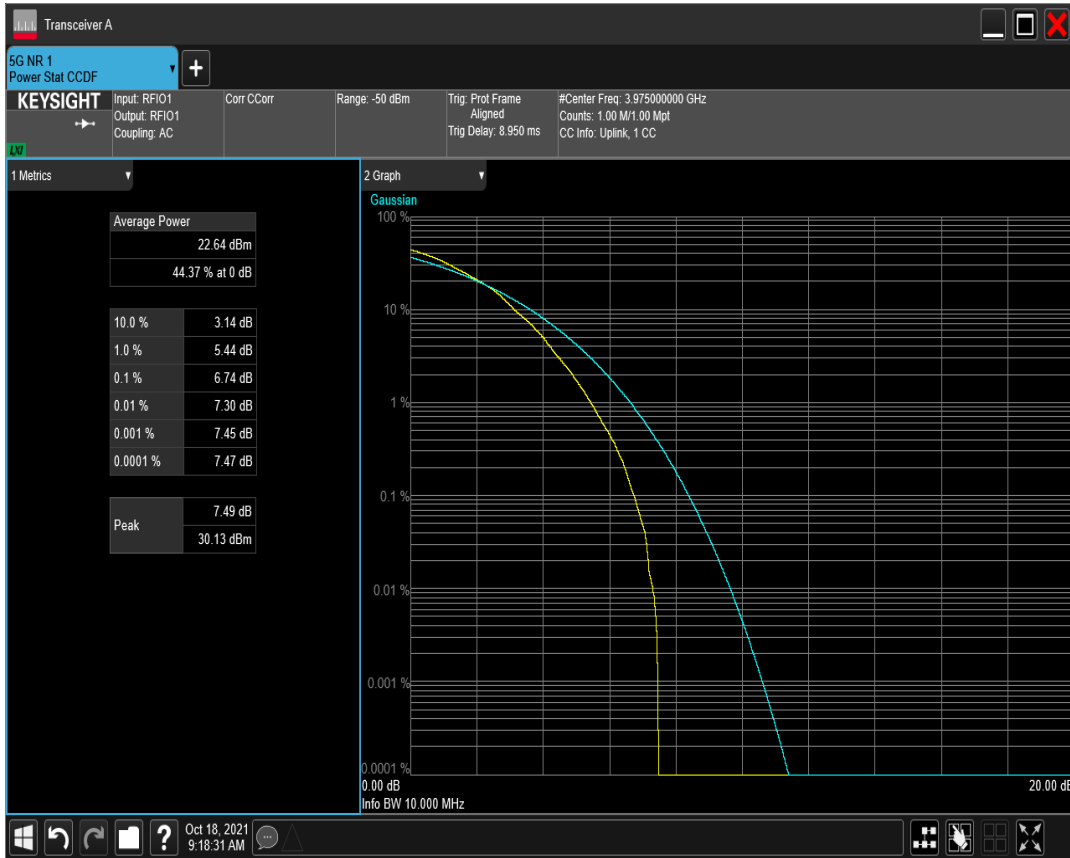 Transceiver A
5G NR 1
Power Stat CCDF
KEYSIGHT
LXI
Input: RFIO1
Output: RFIO1
Coupling: AC
Corr CCorr
Range: -50 dBm
Trig: Prot Frame
Aligned
Trig Delay: 8.950 ms
#Center Freq: 3.975000000 GHz
Counts: 1.00 M/1.00 Mpt
CC Info: Uplink, 1 CC
1 Metrics
Average Power
22.64 dBm
44.37 % at 0 dB
10.0 % 3.14 dB
1.0 % 5.44 dB
0.1 % 6.74 dB
0.01 % 7.30 dB
0.001 % 7.45 dB
0.0001 % 7.47 dB
Peak 7.49 dB
30.13 dBm
2 Graph
Gaussian
100 %
10 %
1 %
0.1 %
0.01 %
0.001 %
0.0001 %
0.00 dB 20.00 dB
Info BW 10.000 MHz
Oct 18, 2021
9:18:31 AM